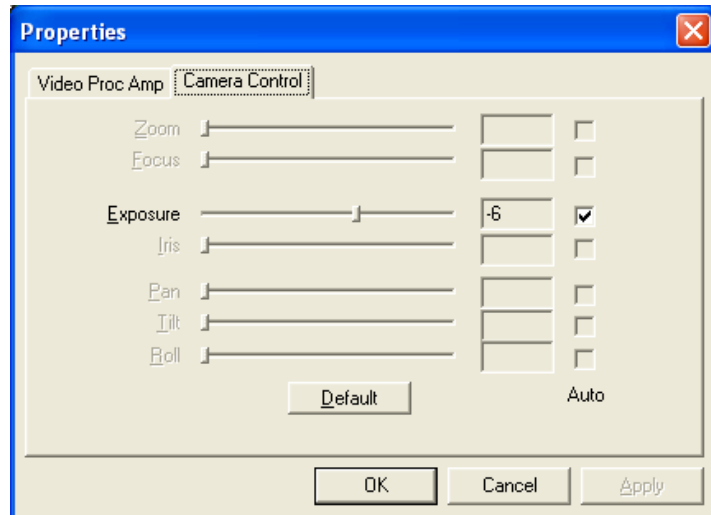 Properties
Video Proc Amp Camera Control
Zoom
Focus
Exposure -6
Iris
Pan
Tilt
Roll
Default Auto
OK Cancel Apply